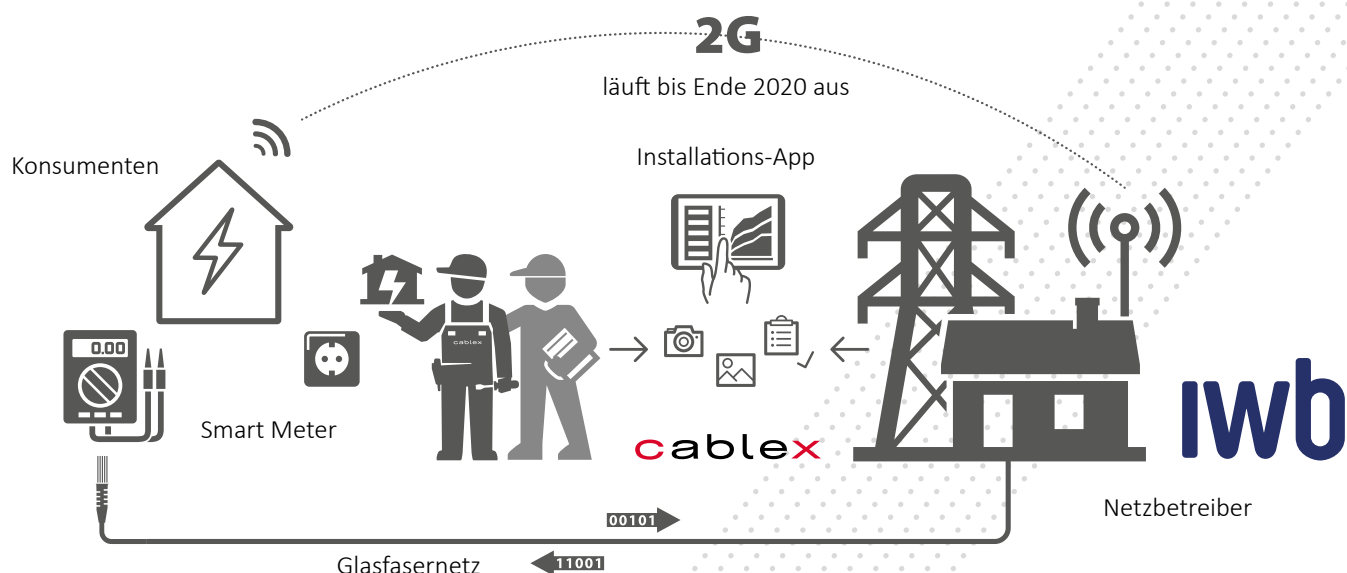 2G
läuft bis Ende 2020 aus
Konsumenten
Installations-App
0.00
cablex
Smart Meter
cablex
iwb
Netzbetreiber
00101
Glasfasernetz
11001